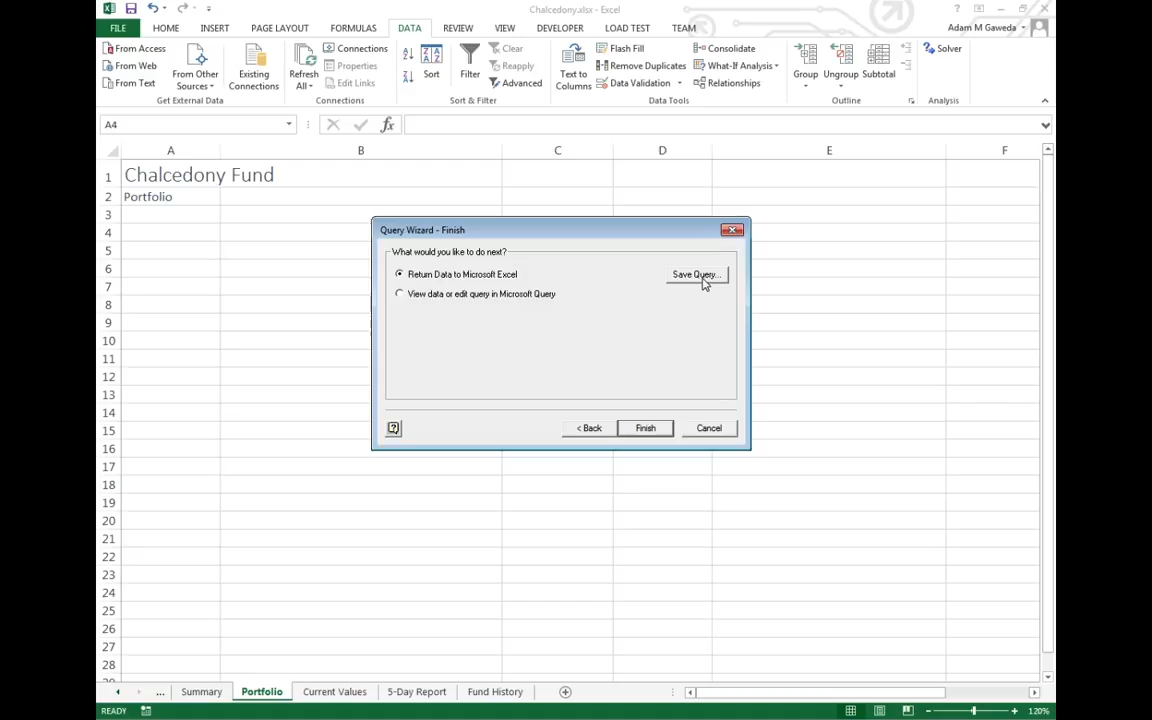 Chalcedony.xlsx - Excel
FILE HOME INSERT PAGE LAYOUT FORMULAS DATA REVIEW VIEW DEVELOPER LOAD TEST TEAM Adam M Gaweda
From Access
From Web
From Text
From Other Sources
Existing Connections
Get External Data
Refresh All
Connections
Properties
Edit Links
Connections
Sort
Filter
Clear
Reapply
Advanced
Sort & Filter
Text to Columns
Flash Fill
Remove Duplicates
Data Validation
Consolidate
What-If Analysis
Relationships
Data Tools
Group
Ungroup
Subtotal
Outline
Solver
Analysis
A4
fx
A B C D E F
1 Chalcedony Fund
2 Portfolio
3
4
5
6
7
8
9
10
11
12
13
14
15
16
17
18
19
20
21
22
23
24
25
26
27
28
Query Wizard - Finish
What would you like to do next?
Return Data to Microsoft Excel
Save Query...
View data or edit query in Microsoft Query
< Back
Finish
Cancel
... Summary Portfolio Current Values 5-Day Report Fund History
READY 120%